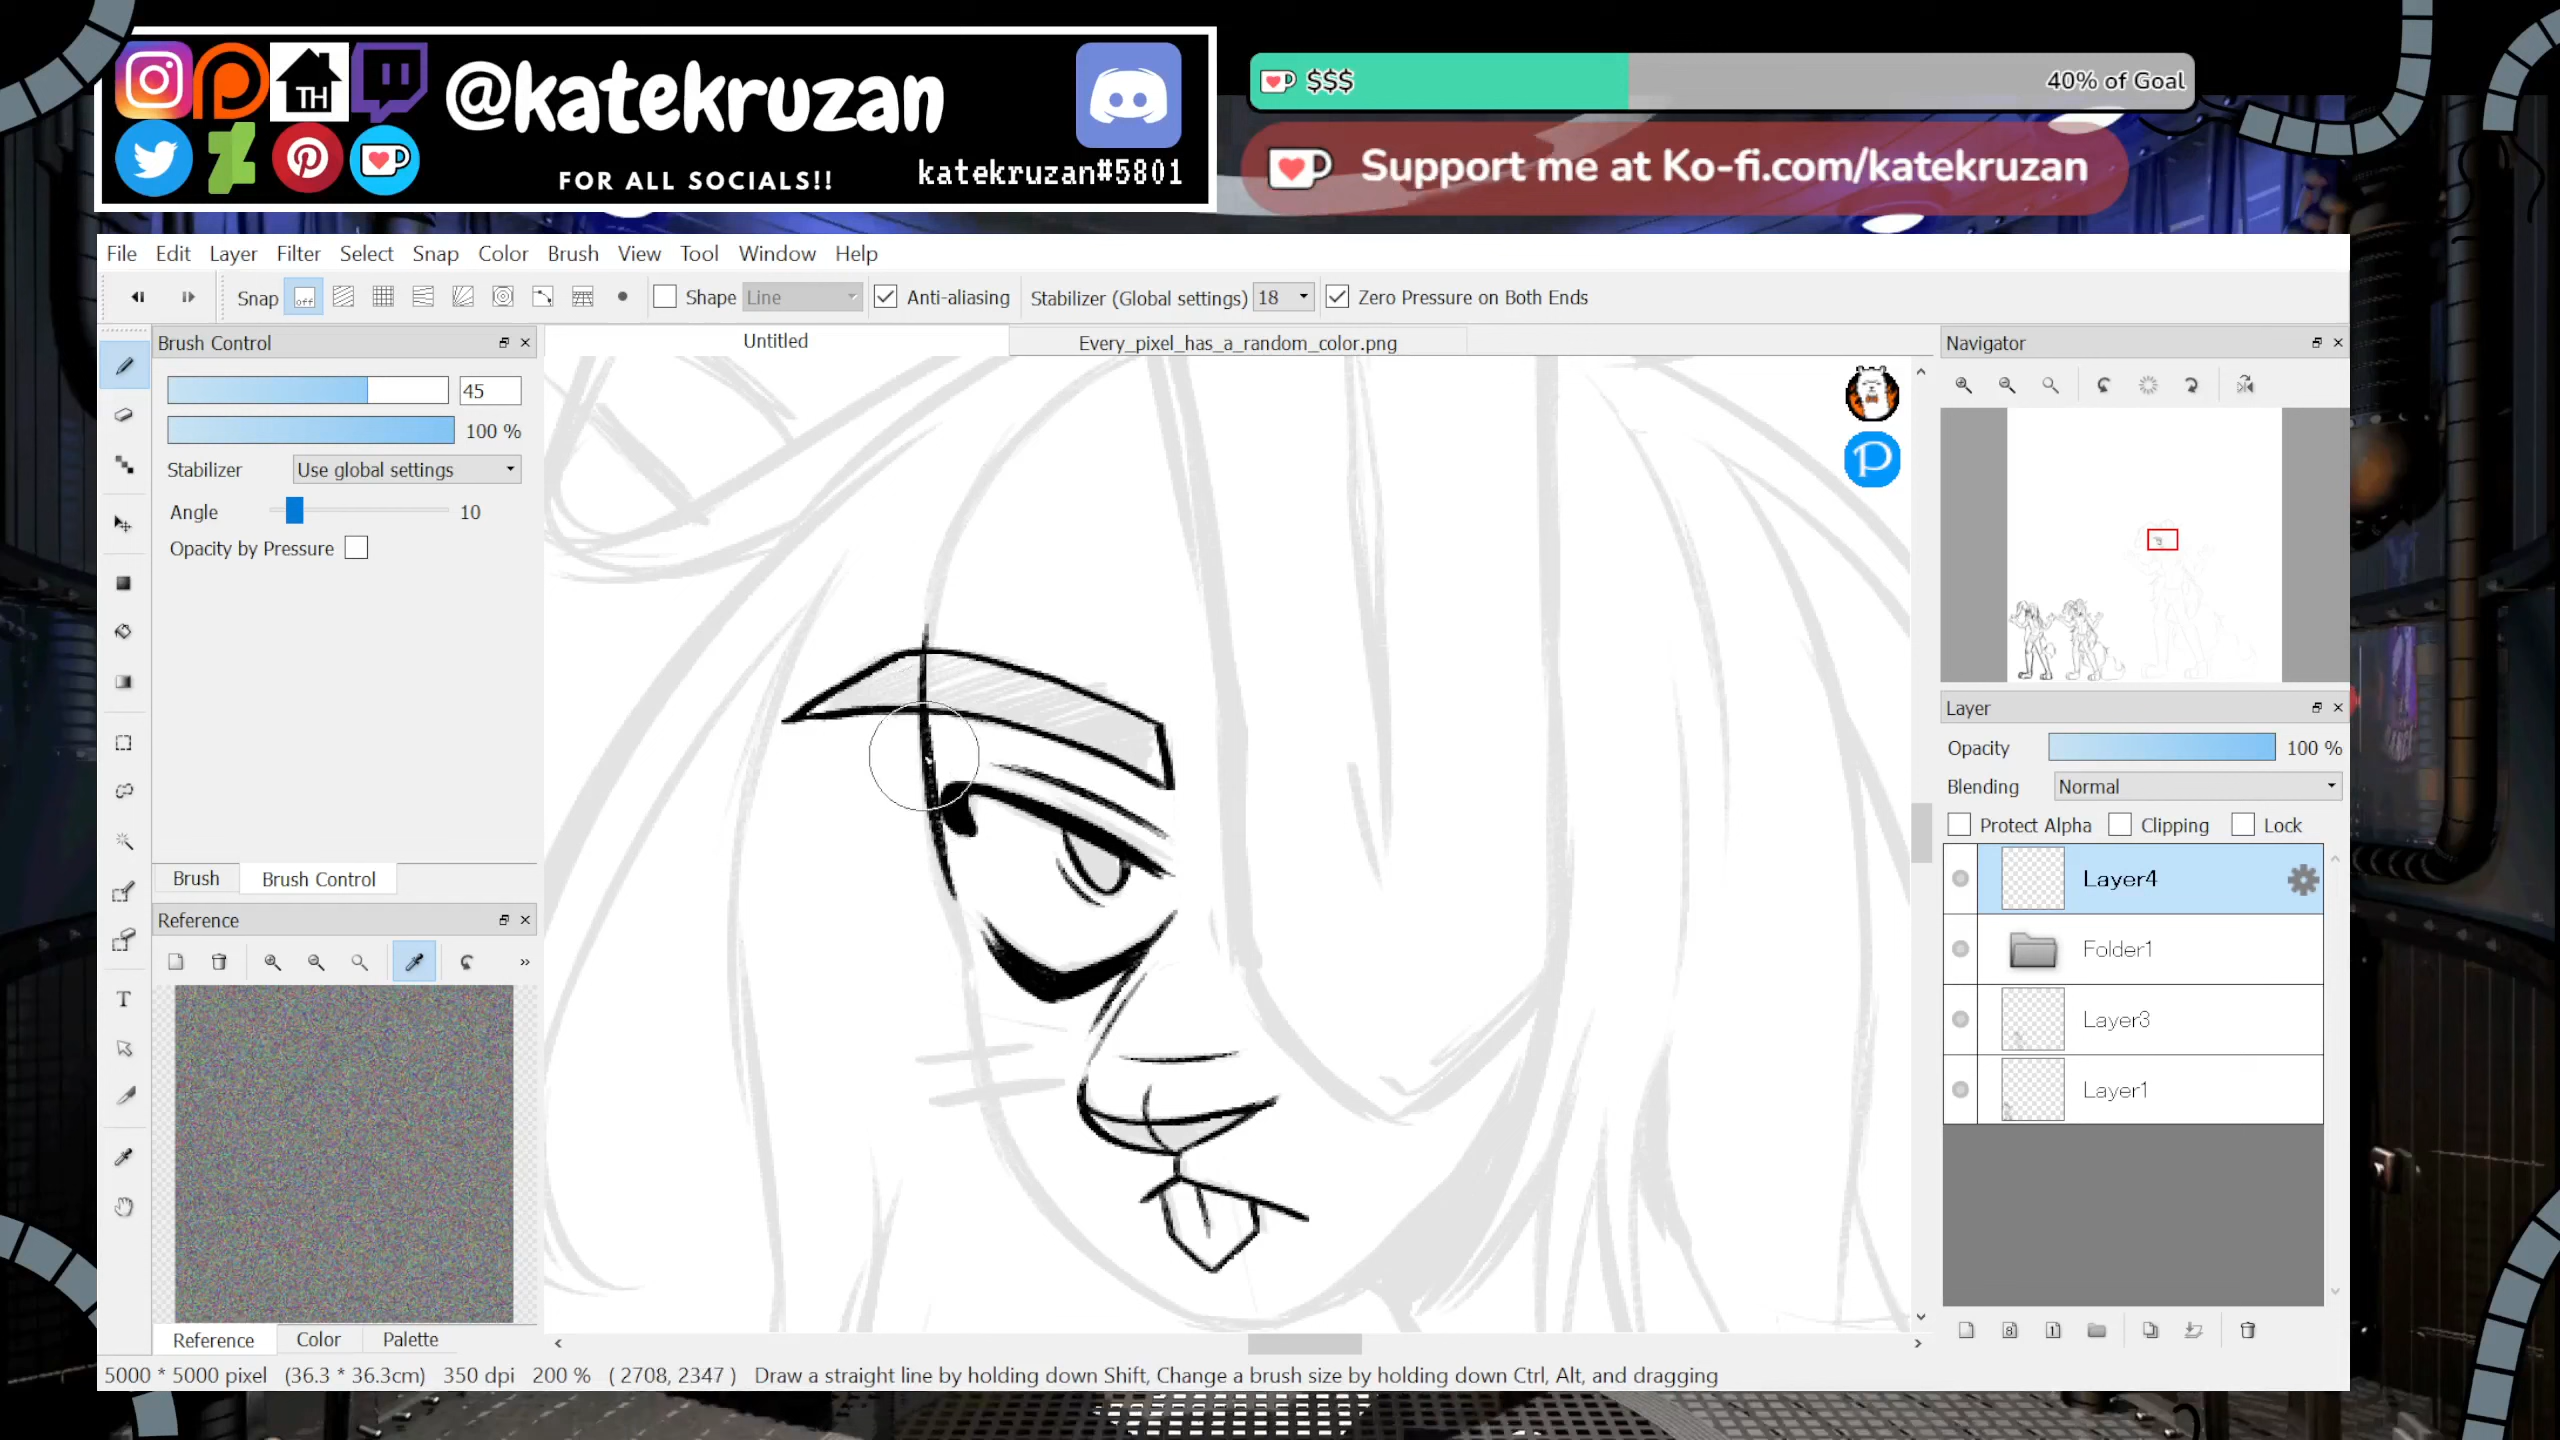 TH
@katekruzan
FOR ALL SOCIALS!!
katekruzan#5801
$$$
40% of Goal
Support me at Ko-fi.com/katekruzan
File Edit Layer Filter Select Snap Color Brush View Tool Window Help
Snap off Shape Line Anti-aliasing Stabilizer (Global settings) 18 Zero Pressure on Both Ends
Brush Control
45
100 %
Stabilizer Use global settings
Angle 10
Opacity by Pressure
Brush Brush Control
Reference
»
T
Reference Color Palette
Untitled Every_pixel_has_a_random_color.png
P
Navigator
Layer
Opacity 100 %
Blending Normal
Protect Alpha Clipping Lock
Layer4
Folder1
Layer3
Layer1
8 1
5000 * 5000 pixel (36.3 * 36.3cm) 350 dpi 200 % ( 2708, 2347 ) Draw a straight line by holding down Shift, Change a brush size by holding down Ctrl, Alt, and dragging